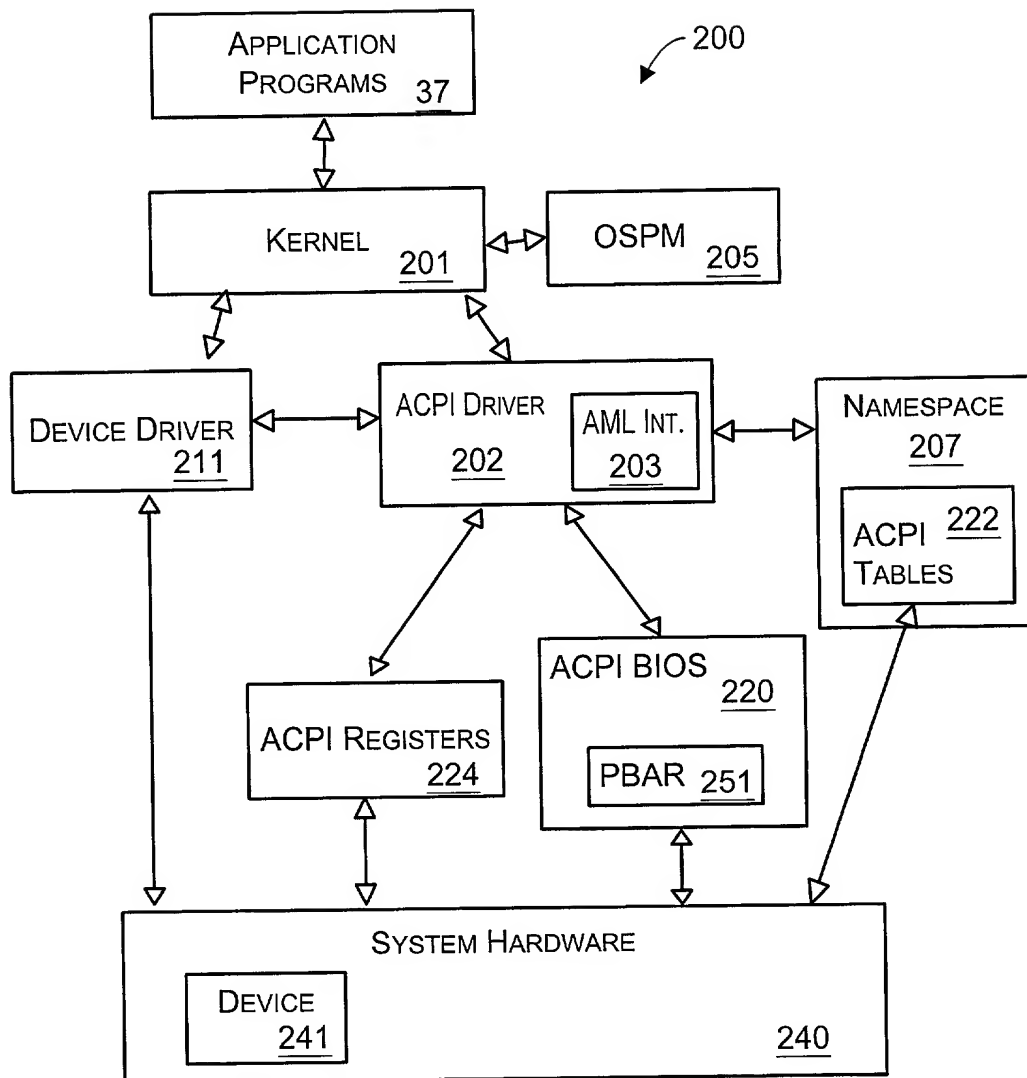 APPLICATION
PROGRAMS 37
200
KERNEL
201
OSPM
205
DEVICE DRIVER
211
ACPI DRIVER
202
AML INT.
203
NAMESPACE
207
ACPI 222
TABLES
ACPI REGISTERS
224
ACPI BIOS
220
PBAR 251
SYSTEM HARDWARE
DEVICE
241
240